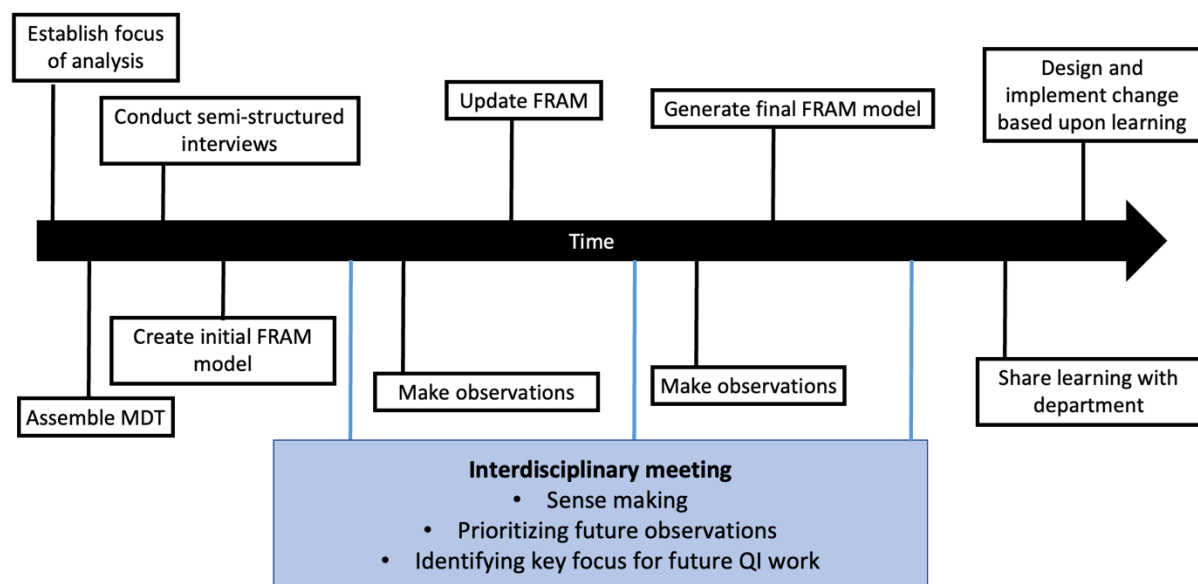 Establish focus
of analysis
Conduct semi-structured
interviews
Update FRAM
Generate final FRAM model
Design and
implement change
based upon learning
Time
Assemble MDT
Create initial FRAM
model
Make observations
Make observations
Share learning with
department
Interdisciplinary meeting
• Sense making
• Prioritizing future observations
• Identifying key focus for future QI work